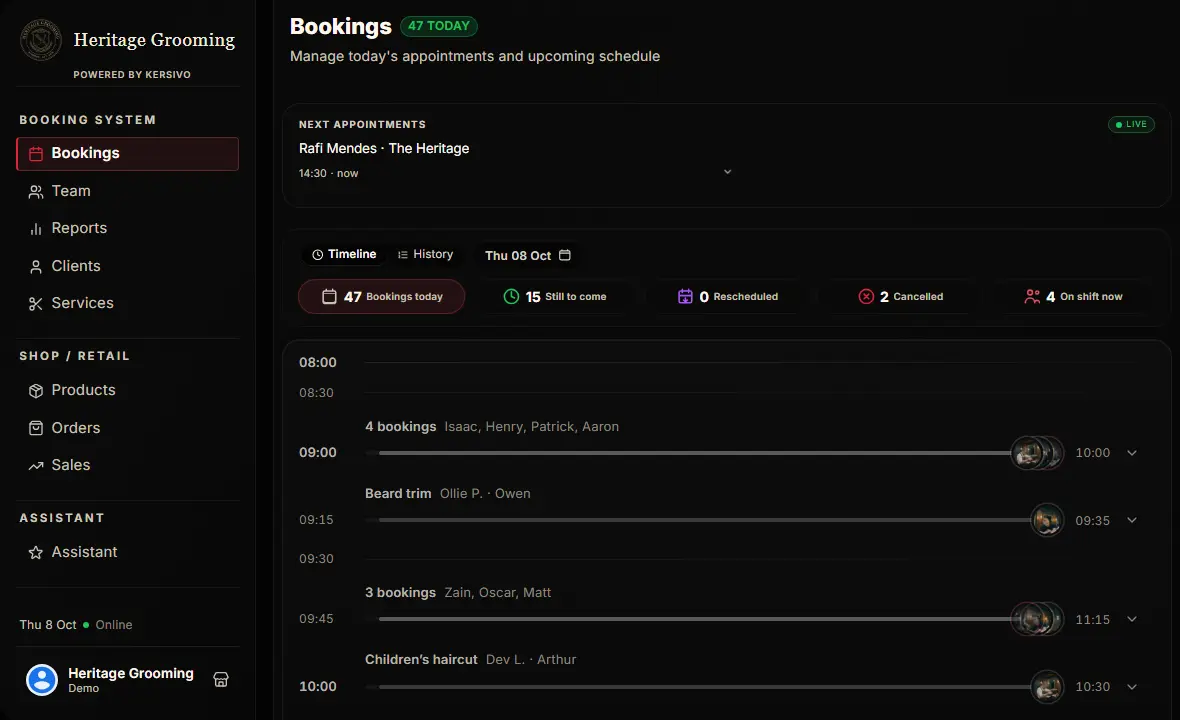 Heritage Grooming
POWERED BY KERSIVO
BOOKING SYSTEM
Bookings
Team
Reports
Clients
Services
SHOP / RETAIL
Products
Orders
Sales
ASSISTANT
Assistant
Thu 8 Oct Online
Heritage Grooming
Demo
Bookings 47 TODAY
Manage today's appointments and upcoming schedule
NEXT APPOINTMENTS LIVE
Rafi Mendes · The Heritage
14:30 · now
Timeline History Thu 08 Oct
47 Bookings today 15 Still to come 0 Rescheduled 2 Cancelled 4 On shift now
08:00
08:30
4 bookings Isaac, Henry, Patrick, Aaron
09:00 10:00
Beard trim Ollie P. · Owen
09:15 09:35
09:30
3 bookings Zain, Oscar, Matt
09:45 11:15
Children’s haircut Dev L. · Arthur
10:00 10:30